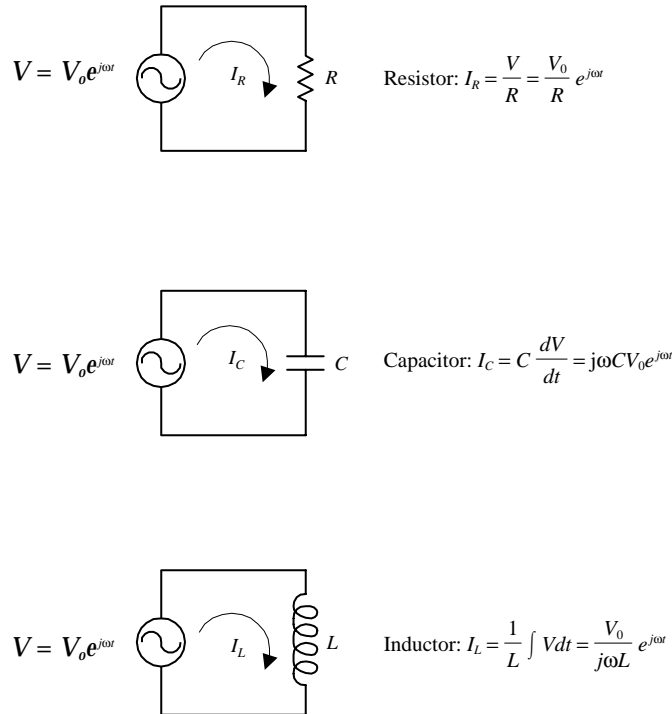 V = V₀e^{jωt} I_R R Resistor: I_R = V/R = V₀/R e^{jωt}
V = V₀e^{jωt} I_C C Capacitor: I_C = C dV/dt = jωCV₀e^{jωt}
V = V₀e^{jωt} I_L L Inductor: I_L = 1/L ∫ Vdt = V₀/jωL e^{jωt}